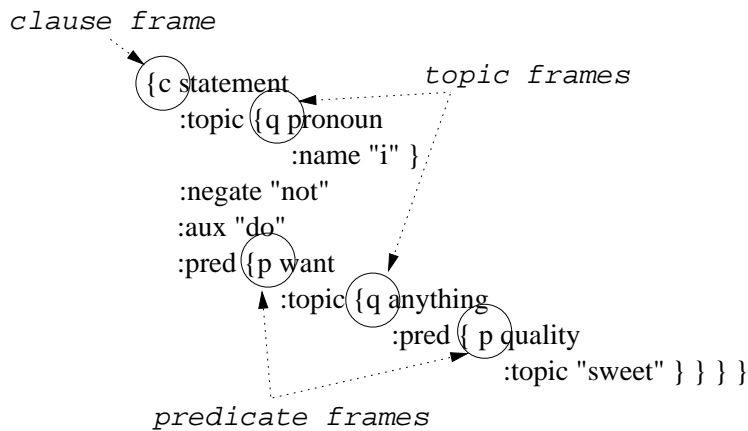 clause frame
{c statement
topic frames
:topic {q pronoun
:name "i" }
:negate "not"
:aux "do"
:pred {p want
:topic {q anything
:pred { p quality
:topic "sweet" } } } }
predicate frames